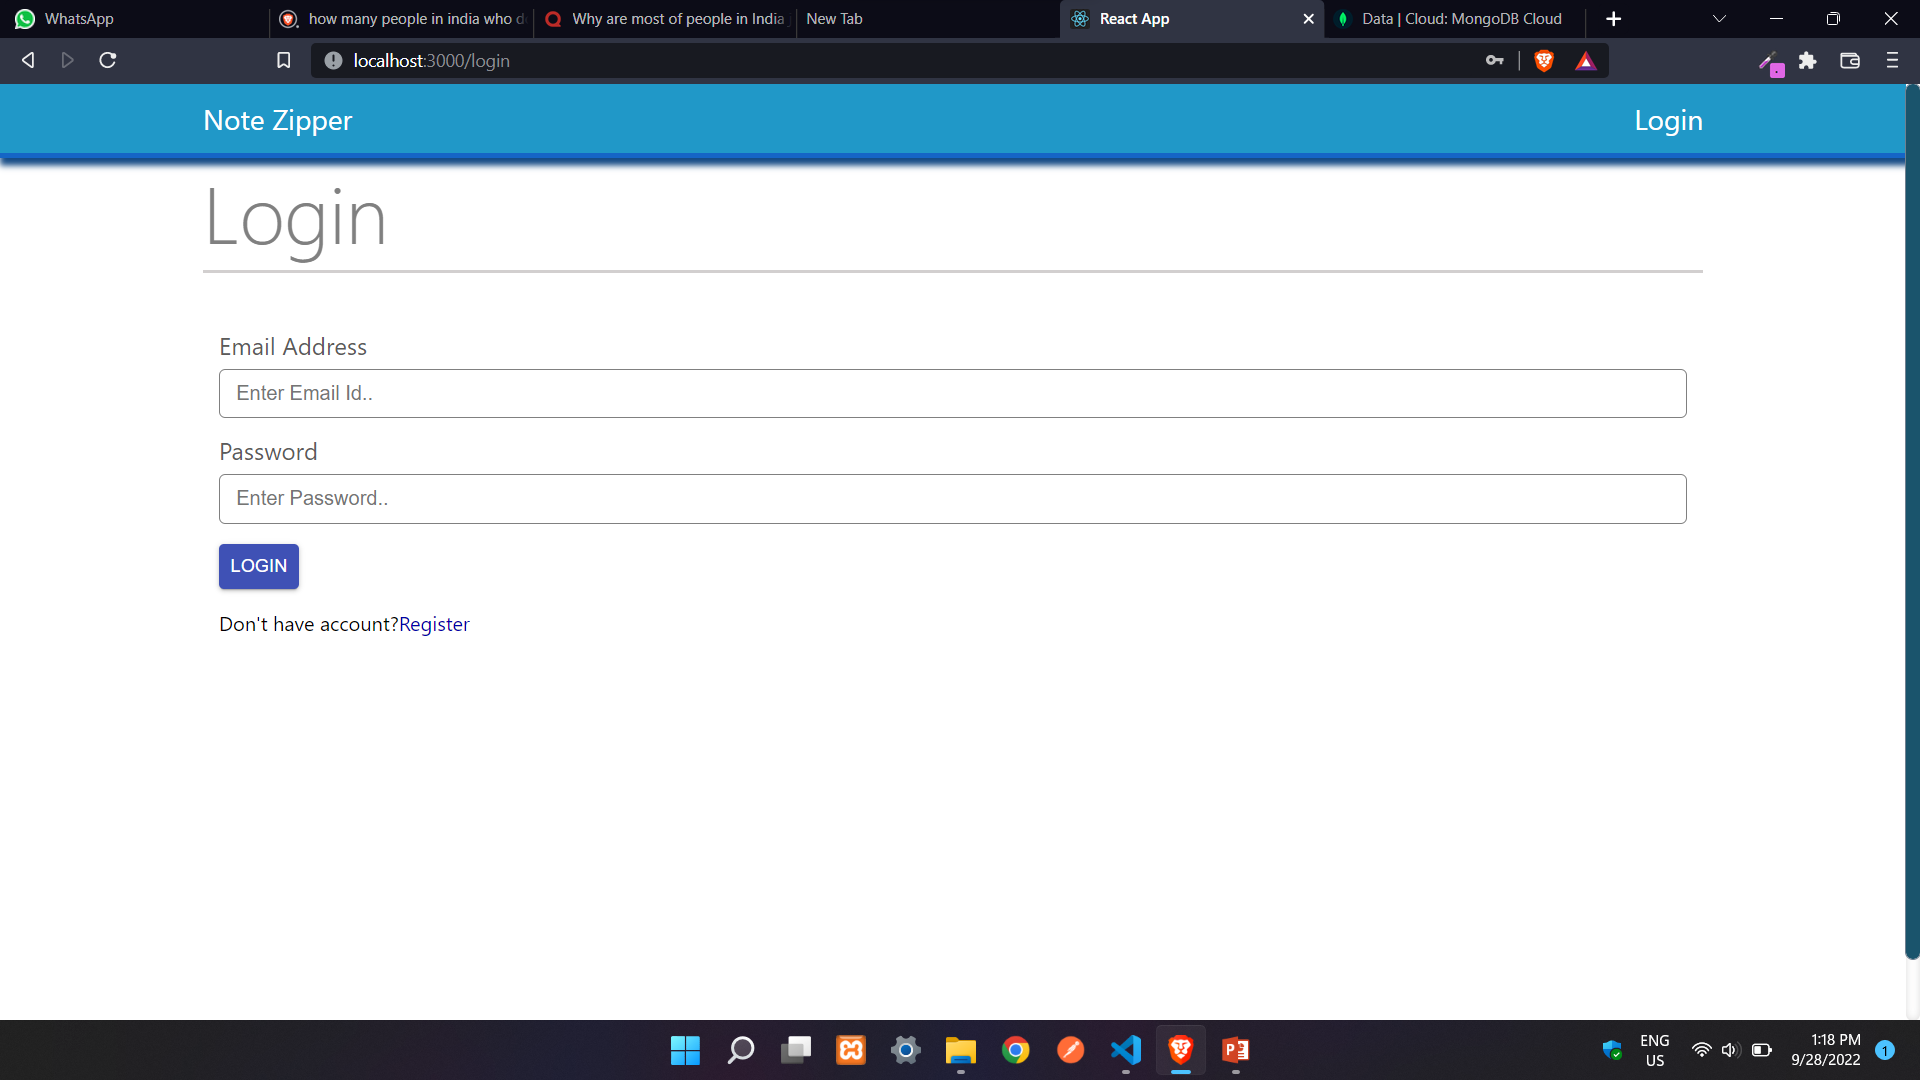 WhatsApp
how many people in india who d
Why are most of people in India
New Tab
React App
Data | Cloud: MongoDB Cloud
localhost:3000/login
Note Zipper
Login
Login
Email Address
Enter Email Id..
Password
Enter Password..
LOGIN
Don't have account?Register
ENG
US
1:18 PM
9/28/2022
1